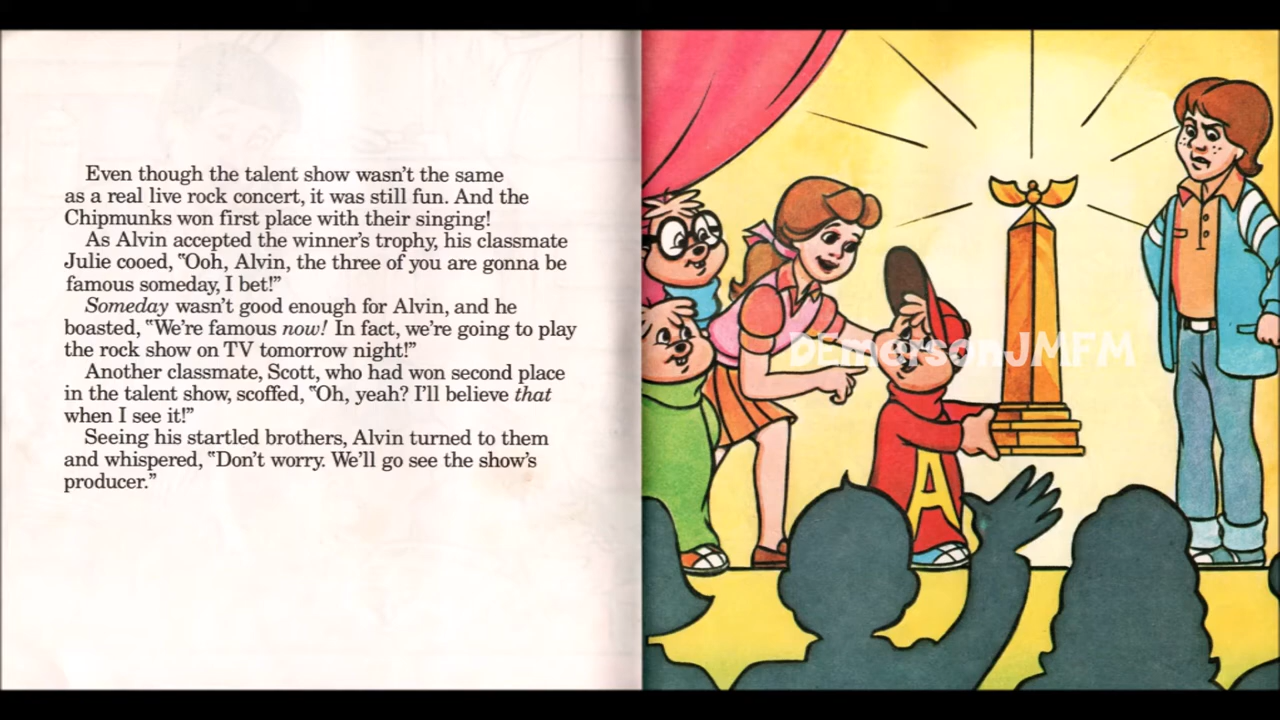 Even though the talent show wasn't the same
as a real live rock concert, it was still fun. And the
Chipmunks won first place with their singing!
As Alvin accepted the winner's trophy, his classmate
Julie cooed, "Ooh, Alvin, the three of you are gonna be
famous someday, I bet!"
Someday wasn't good enough for Alvin, and he
boasted, "We're famous now! In fact, we're going to play
the rock show on TV tomorrow night!"
Another classmate, Scott, who had won second place
in the talent show, scoffed, "Oh, yeah? I'll believe that
when I see it!"
Seeing his startled brothers, Alvin turned to them
and whispered, "Don't worry. We'll go see the show's
producer."
DEmersonJMFM
A